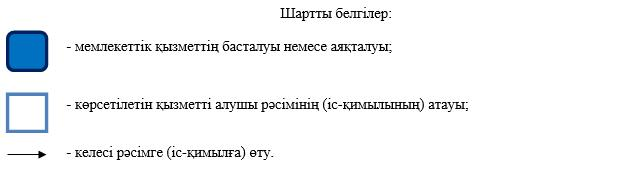 Шартты белгілер:
- мемлекеттік қызметтің басталуы немесе аяқталуы;
- көрсетілетін қызметті алушы рәсімінің (іс-қимылының) атауы;
- келесі рәсімге (іс-қимылға) өту.